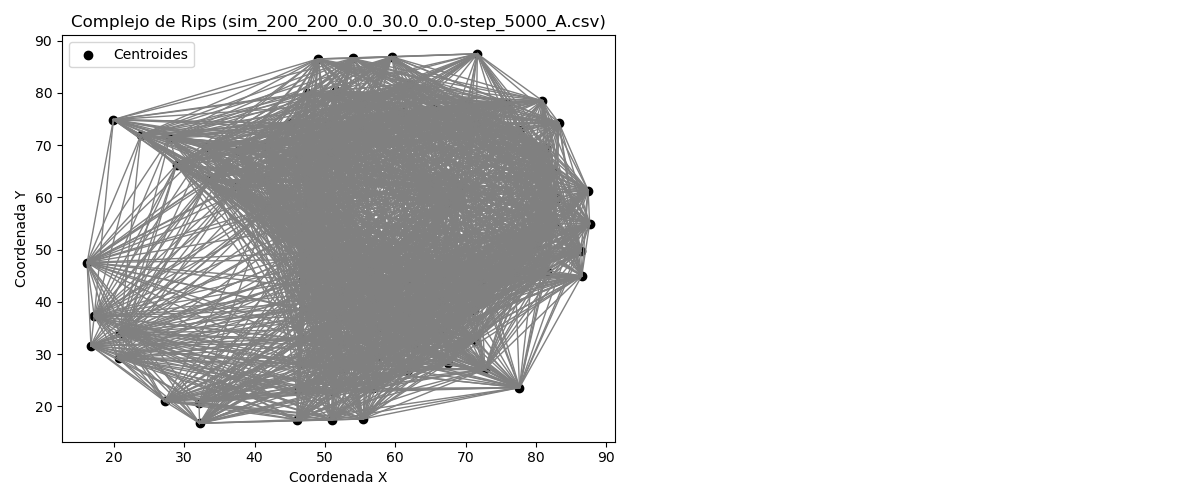 Complejo de Rips (sim_200_200_0.0_30.0_0.0-step_5000_A.csv)
Centroides
90
80
70
60
50
40
30
20
Coordenada Y
20 30 40 50 60 70 80 90
Coordenada X